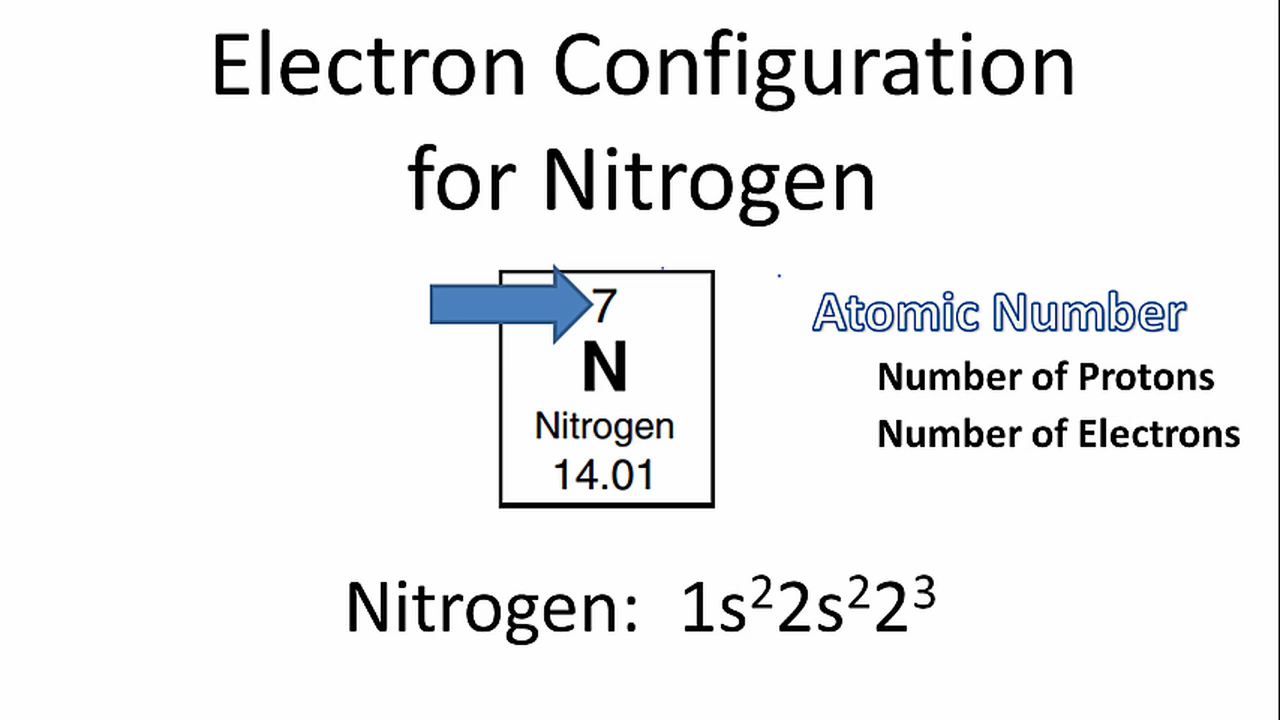 Electron Configuration
for Nitrogen
7
N
Nitrogen
14.01
Atomic Number
Number of Protons
Number of Electrons
Nitrogen: 1s²2s²2³